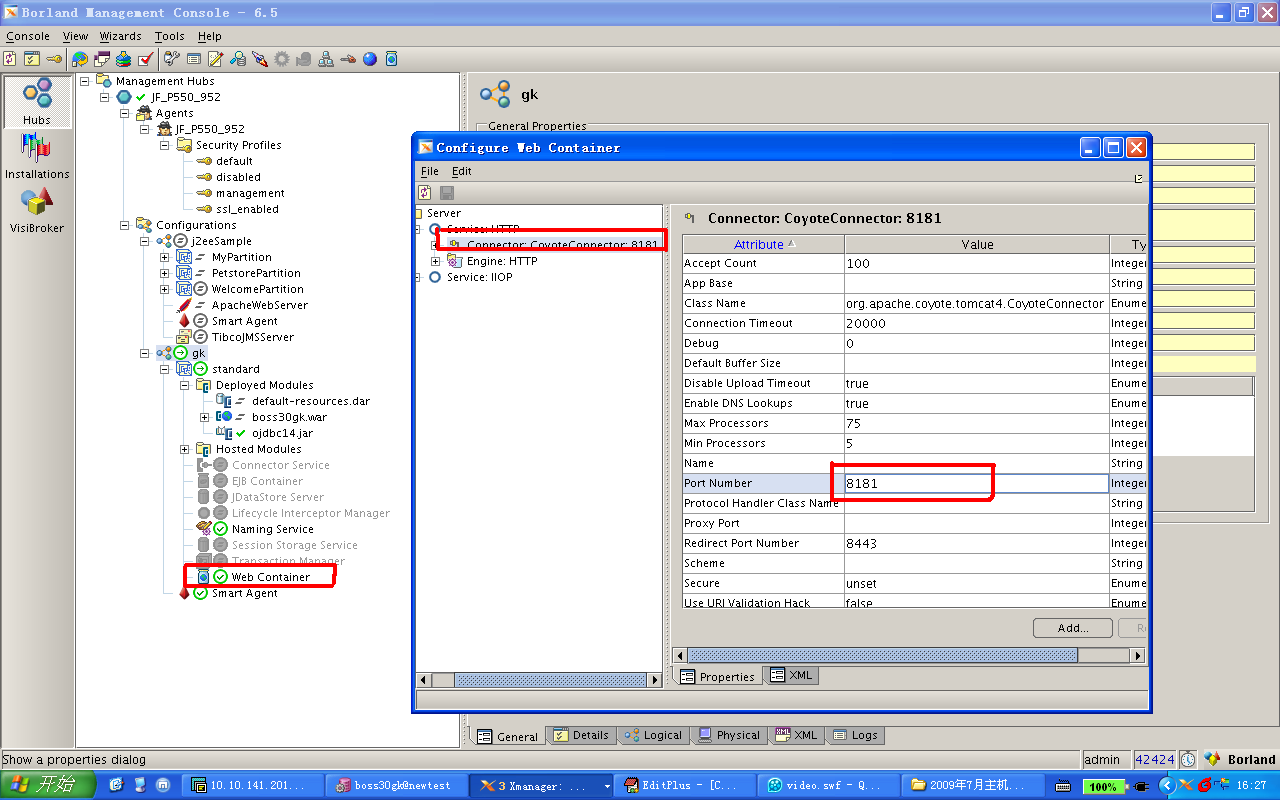 Borland Management Console - 6.5
Console View Wizards Tools Help
Hubs
Installations
VisiBroker
Management Hubs
JF_P550_952
Agents
JF_P550_952
Security Profiles
default
disabled
management
ssl_enabled
Configurations
j2eeSample
MyPartition
PetstorePartition
WelcomePartition
ApacheWebServer
Smart Agent
TibcoJMSServer
gk
standard
Deployed Modules
default-resources.dar
boss30gk.war
ojdbc14.jar
Hosted Modules
Connector Service
EJB Container
JDataStore Server
Lifecycle Interceptor Manager
Naming Service
Session Storage Service
Transaction Manager
Web Container
Smart Agent
gk
General Properties
Configure Web Container
File Edit
Server
Service: HTTP
Connector: CoyoteConnector: 8181
Engine: HTTP
Service: IIOP
Connector: CoyoteConnector: 8181
Attribute Value Ty
Accept Count 100 Integer
App Base String
Class Name org.apache.coyote.tomcat4.CoyoteConnector Enume
Connection Timeout 20000 Integer
Debug 0 Integer
Default Buffer Size Integer
Disable Upload Timeout true Enume
Enable DNS Lookups true Enume
Max Processors 75 Integer
Min Processors 5 Integer
Name String
Port Number 8181 Integer
Protocol Handler Class Name String
Proxy Port Integer
Redirect Port Number 8443 Integer
Scheme String
Secure unset Enume
Use URI Validation Hack false Enume
Add... R
Properties XML
General Details Logical Physical XML Logs
Show a properties dialog admin 42424 Borland
开始 10.10.141.201... boss30gk@newtest 3 Xmanager: ... EditPlus - [C... video.swf - Q... 2009年7月主机... 100% 16:27